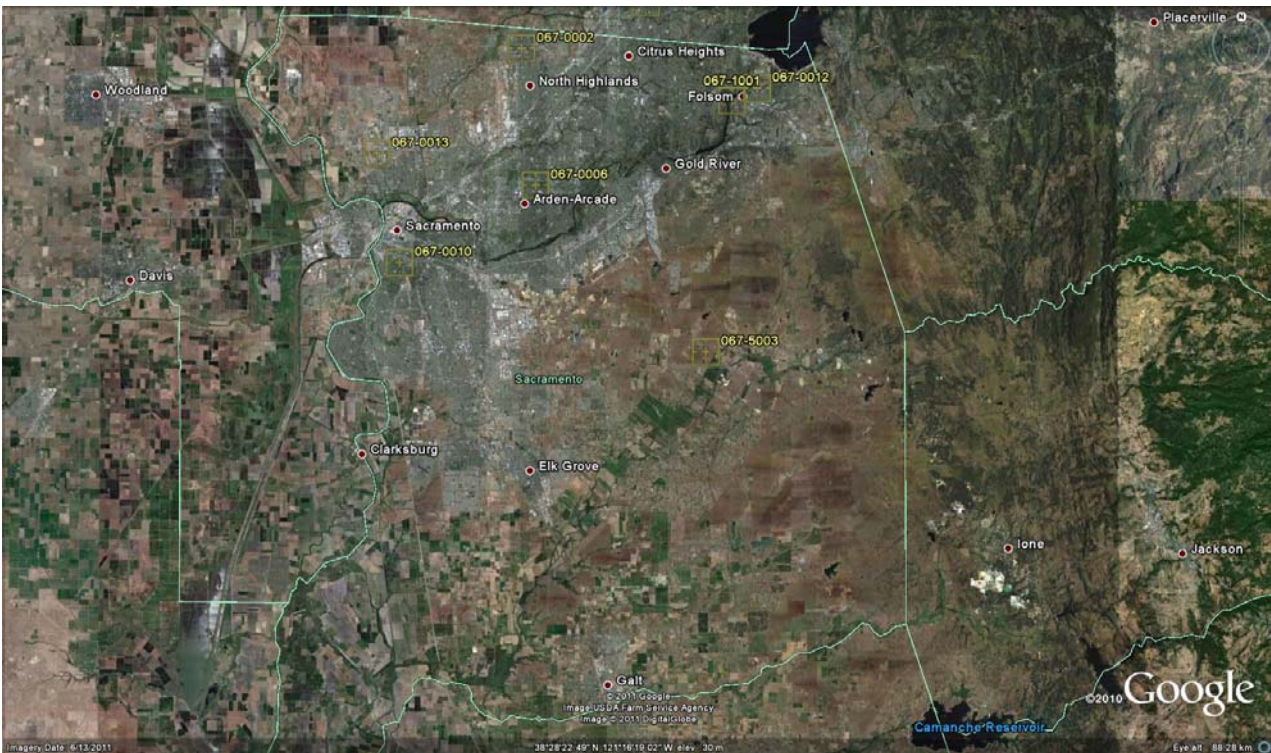 Placerville
N
067-0002
Citrus Heights
North Highlands
067-1001
067-0012
Woodland
Folsom
067-0013
Gold River
067-0006
Arden-Arcade
Sacramento
067-0010
Davis
067-5003
Sacramento
Clarksburg
Elk Grove
Ione
Jackson
Galt
© 2011 Google
Image USDA Farm Service Agency
Image © 2011 DigitalGlobe
©2010 Google
Camanche Reservoir
Imagery Date: 6/13/2011
38°28'22.49" N 121°16'19.02" W elev 30 m
Eye alt 88.28 km